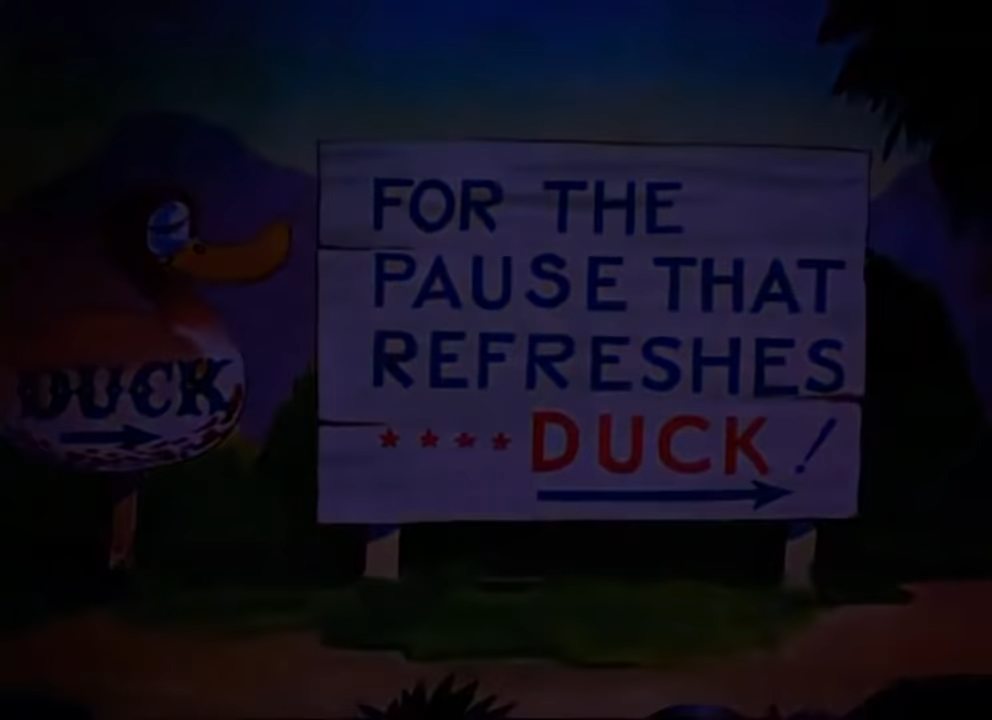 DUCK
FOR THE
PAUSE THAT
REFRESHES
****DUCK!